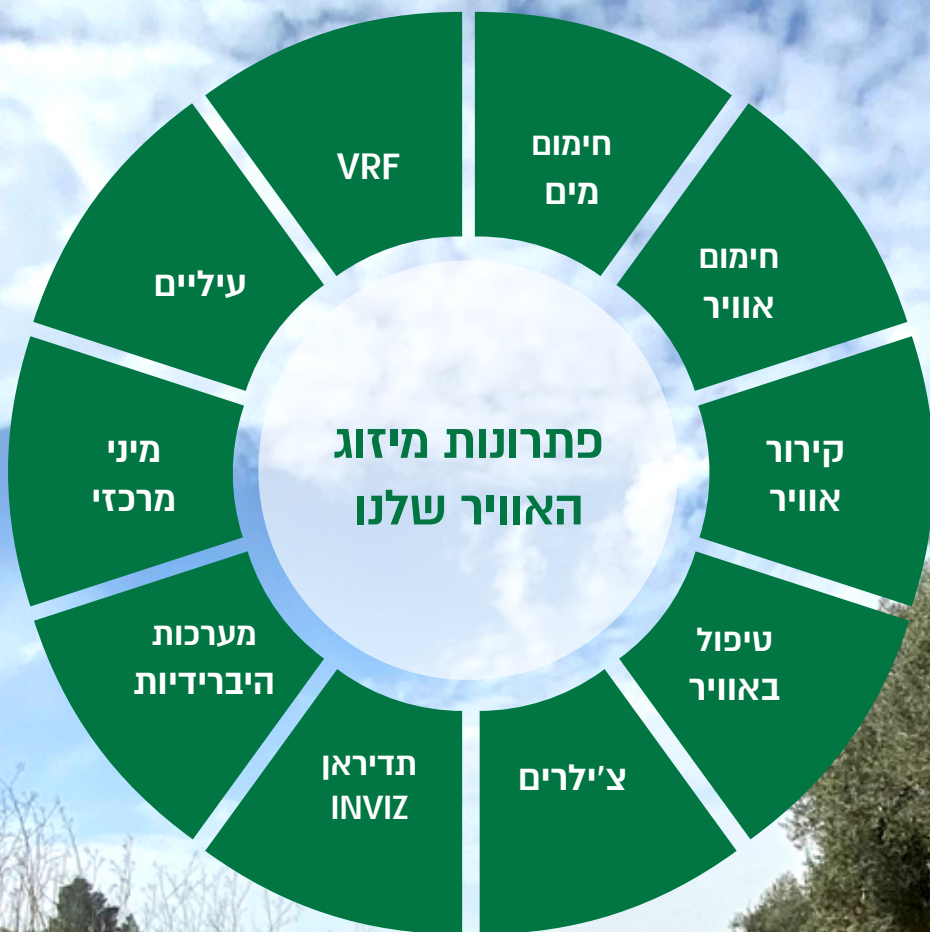 פתרונות מיזוג
האוויר שלנו
חימום
מים
חימום
אוויר
קירור
אוויר
טיפול
באוויר
צ'ילרים
תדיראן
INVIZ
מערכות
היברידיות
מיני
מרכזי
עיליים
VRF